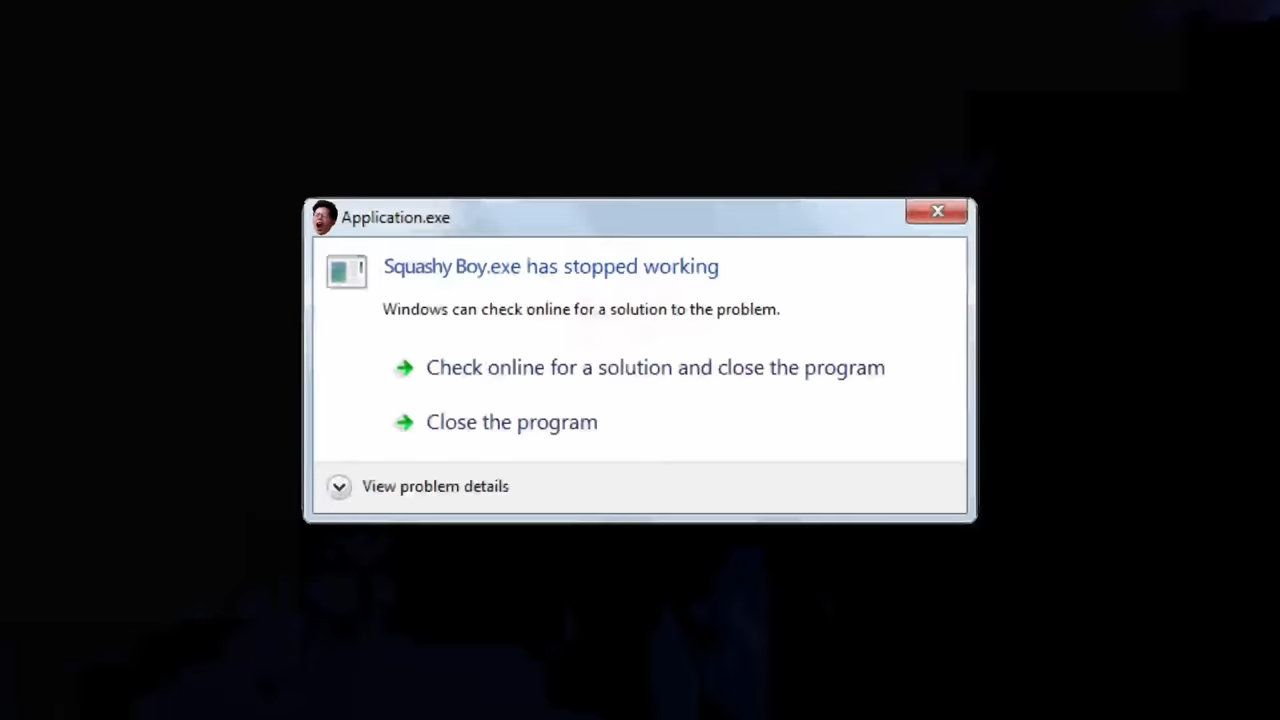 Application.exe
Squashy Boy.exe has stopped working
Windows can check online for a solution to the problem.
Check online for a solution and close the program
Close the program
View problem details